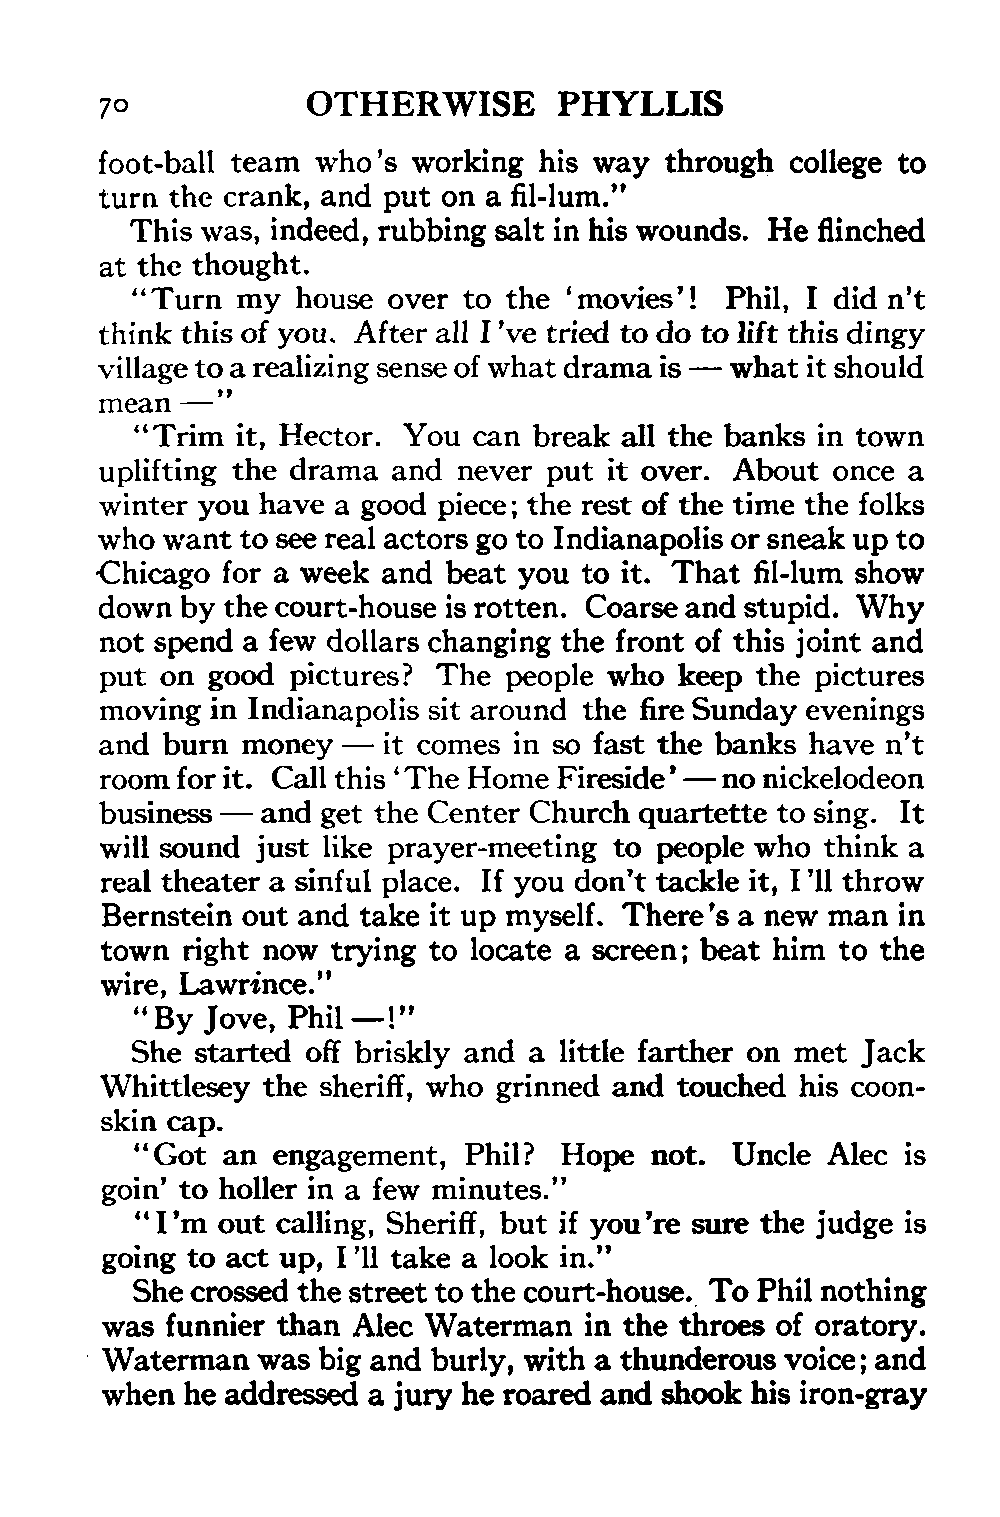 70 OTHERWISE PHYLLIS
foot-ball team who's working his way through college to
turn the crank, and put on a fil-lum."
This was, indeed, rubbing salt in his wounds. He flinched
at the thought.
"Turn my house over to the 'movies'! Phil, I did n't
think this of you. After all I 've tried to do to lift this dingy
village to a realizing sense of what drama is — what it should
mean —"
"Trim it, Hector. You can break all the banks in town
uplifting the drama and never put it over. About once a
winter you have a good piece; the rest of the time the folks
who want to see real actors go to Indianapolis or sneak up to
Chicago for a week and beat you to it. That fil-lum show
down by the court-house is rotten. Coarse and stupid. Why
not spend a few dollars changing the front of this joint and
put on good pictures? The people who keep the pictures
moving in Indianapolis sit around the fire Sunday evenings
and burn money — it comes in so fast the banks have n't
room for it. Call this 'The Home Fireside' — no nickelodeon
business — and get the Center Church quartette to sing. It
will sound just like prayer-meeting to people who think a
real theater a sinful place. If you don't tackle it, I 'll throw
Bernstein out and take it up myself. There's a new man in
town right now trying to locate a screen; beat him to the
wire, Lawrince."
"By Jove, Phil —!"
She started off briskly and a little farther on met Jack
Whittlesey the sheriff, who grinned and touched his coon-
skin cap.
"Got an engagement, Phil? Hope not. Uncle Alec is
goin' to holler in a few minutes."
"I'm out calling, Sheriff, but if you're sure the judge is
going to act up, I 'll take a look in."
She crossed the street to the court-house. To Phil nothing
was funnier than Alec Waterman in the throes of oratory.
Waterman was big and burly, with a thunderous voice; and
when he addressed a jury he roared and shook his iron-gray